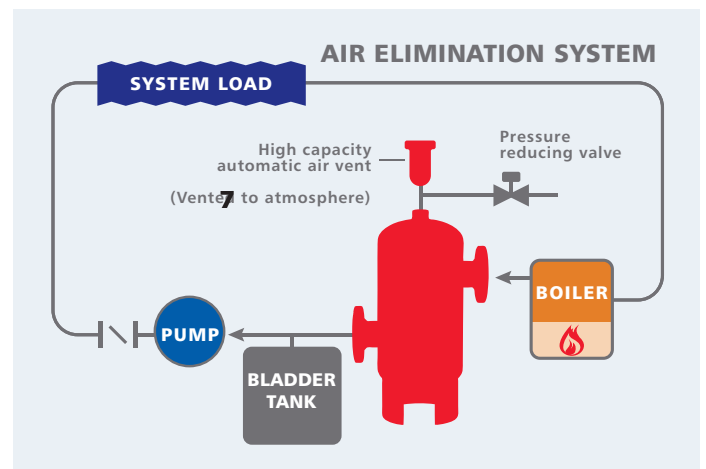 AIR ELIMINATION SYSTEM
SYSTEM LOAD
High capacity
automatic air vent
(Vented to atmosphere)
7
Pressure
reducing valve
BOILER
PUMP
BLADDER
TANK